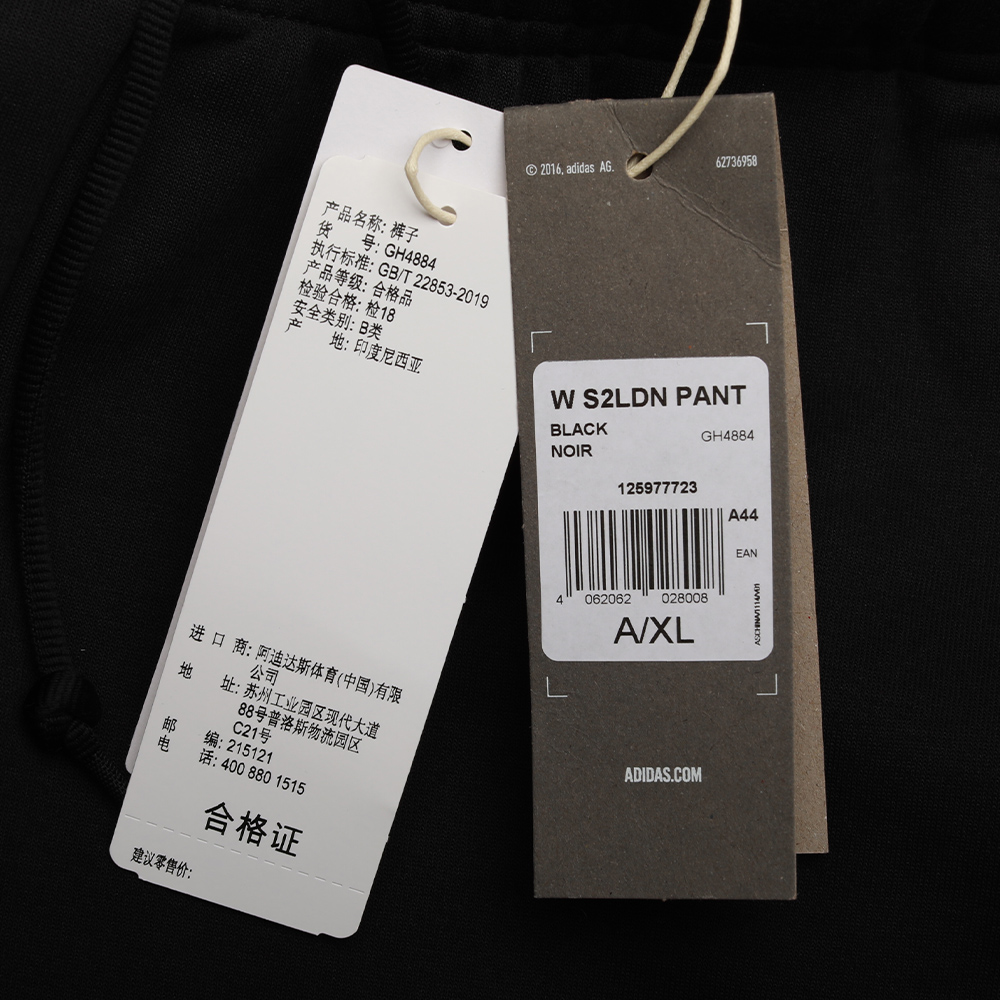 产品名称: 裤子
货 号: GH4884
执行标准: GB/T 22853-2019
产品等级: 合格品
检验合格: 检18
安全类别: B类
产 地: 印度尼西亚
进 口 商: 阿迪达斯体育(中国)有限
公司
地 址: 苏州工业园区现代大道
88号普洛斯物流园区
C21号
邮 编: 215121
电 话: 400 880 1515
合格证
建议零售价:
© 2016, adidas AG.
62736958
W S2LDN PANT
BLACK
GH4884
NOIR
125977723
A44
EAN
4 062062 028008
A/XL
ADIDAS.COM